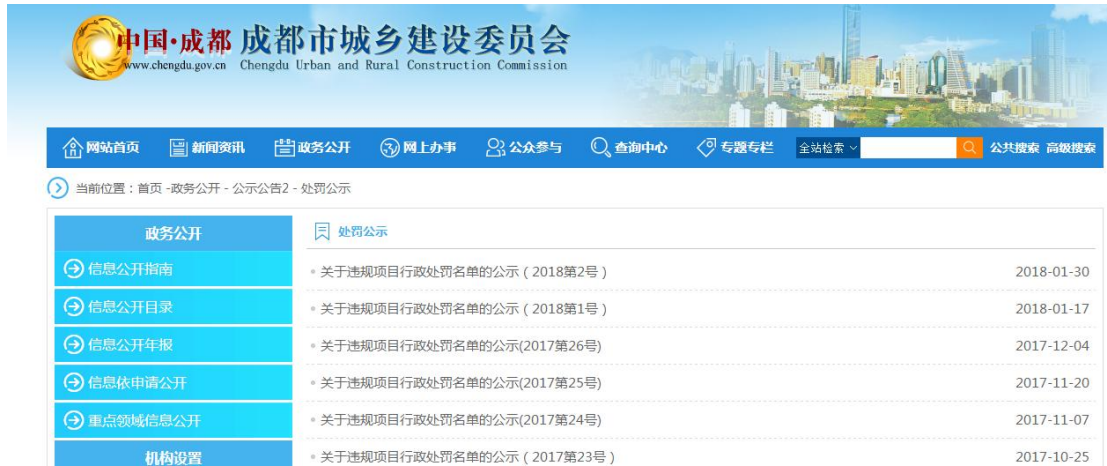 中国·成都 成都市城乡建设委员会
www.chengdu.gov.cn Chengdu Urban and Rural Construction Commission
网站首页 新闻资讯 政务公开 网上办事 公众参与 查询中心 专题专栏 全站检索 公共搜索 高级搜索
当前位置：首页 -政务公开 - 公示公告2 - 处罚公示
政务公开 处罚公示
信息公开指南 关于违规项目行政处罚名单的公示（2018第2号） 2018-01-30
信息公开目录 关于违规项目行政处罚名单的公示（2018第1号） 2018-01-17
信息公开年报 关于违规项目行政处罚名单的公示(2017第26号) 2017-12-04
信息依申请公开 关于违规项目行政处罚名单的公示(2017第25号) 2017-11-20
重点领域信息公开 关于违规项目行政处罚名单的公示(2017第24号) 2017-11-07
机构设置 关于违规项目行政处罚名单的公示（2017第23号） 2017-10-25